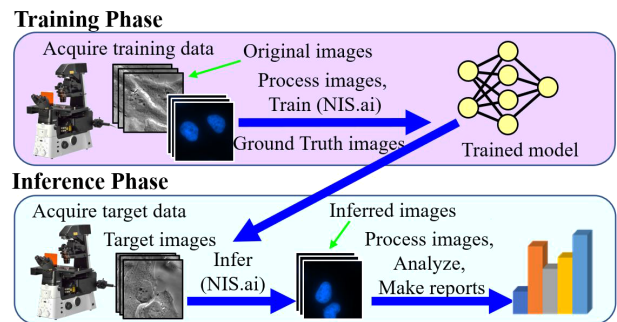 Training Phase
Acquire training data
Original images
Process images,
Train (NIS.ai)
Ground Truth images
Trained model
Inference Phase
Acquire target data
Target images
Infer
(NIS.ai)
Inferred images
Process images,
Analyze,
Make reports